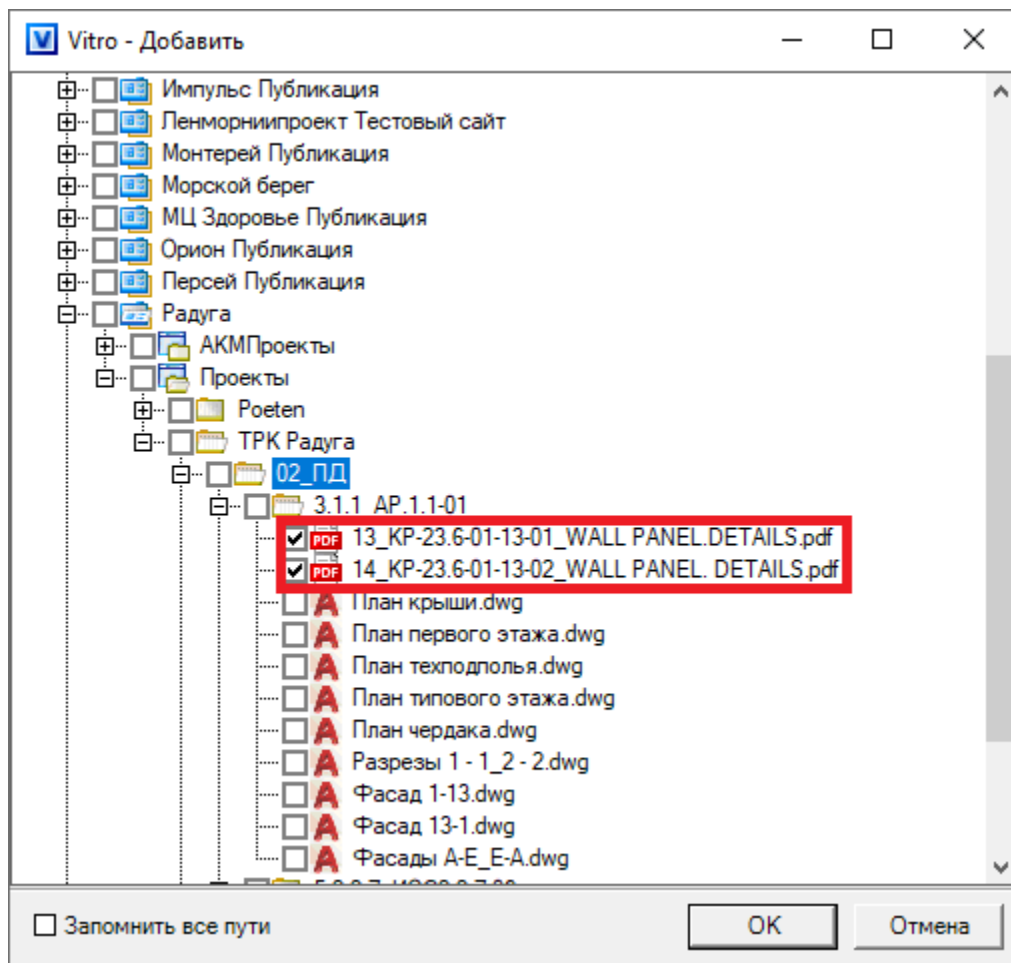 Vitro - Добавить
Импульс Публикация
Ленморниипроект Тестовый сайт
Монтерей Публикация
Морской берег
МЦ Здоровье Публикация
Орион Публикация
Персей Публикация
Радуга
АКМПроекты
Проекты
Poeten
ТРК Радуга
02_ПД
3.1.1_АР.1.1-01
PDF 13_KP-23.6-01-13-01_WALL PANEL.DETAILS.pdf
PDF 14_KP-23.6-01-13-02_WALL PANEL. DETAILS.pdf
План крыши.dwg
План первого этажа.dwg
План техподполья.dwg
План типового этажа.dwg
План чердака.dwg
Разрезы 1 - 1_2 - 2.dwg
Фасад 1-13.dwg
Фасад 13-1.dwg
Фасады А-Е_Е-А.dwg
Запомнить все пути
OK
Отмена